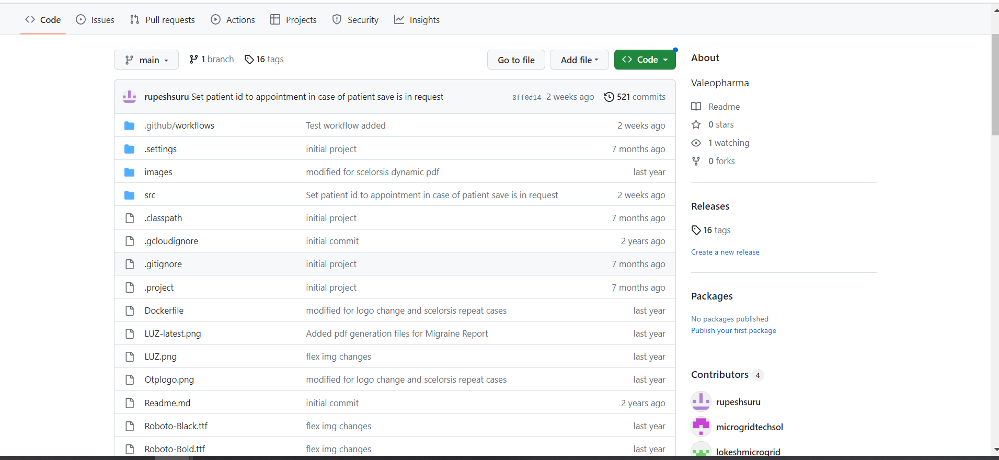 Code Issues Pull requests Actions Projects Security Insights
main 1 branch 16 tags Go to file Add file Code
rupeshsuru Set patient id to appointment in case of patient save is in request 8ff0d14 2 weeks ago 521 commits
.github/workflows Test workflow added 2 weeks ago
.settings initial project 7 months ago
images modified for scelorsis dynamic pdf last year
src Set patient id to appointment in case of patient save is in request 2 weeks ago
.classpath initial project 7 months ago
.gcloudignore initial commit 2 years ago
.gitignore initial project 7 months ago
.project initial project 7 months ago
Dockerfile modified for logo change and scelorsis repeat cases last year
LUZ-latest.png Added pdf generation files for Migraine Report last year
LUZ.png flex img changes last year
Otplogo.png modified for logo change and scelorsis repeat cases last year
Readme.md initial commit 2 years ago
Roboto-Black.ttf flex img changes last year
Roboto-Bold.ttf flex img changes last year
About
Valeopharma
Readme
0 stars
1 watching
0 forks
Releases
16 tags
Create a new release
Packages
No packages published
Publish your first package
Contributors 4
rupeshsuru
microgridtechsol
lokeshmicrogrid